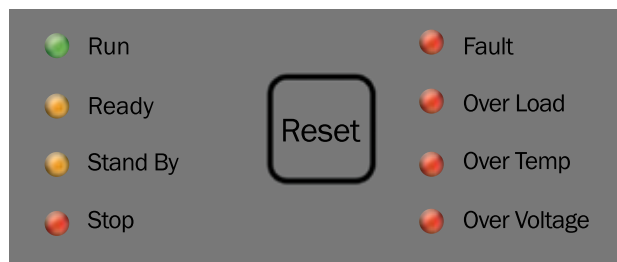 Run
Ready
Stand By
Stop
Reset
Fault
Over Load
Over Temp
Over Voltage